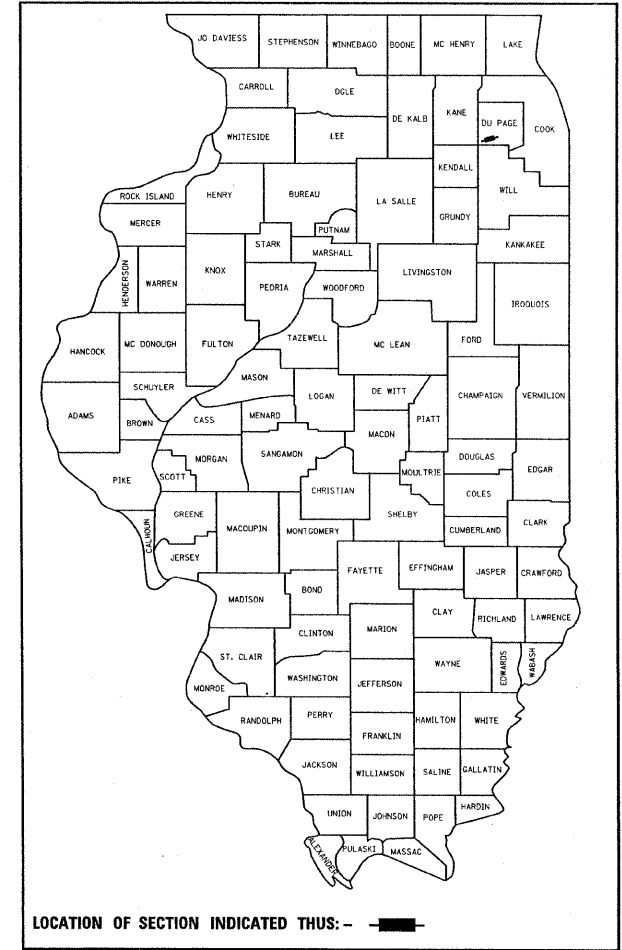 JO DAVIESS STEPHENSON WINNEBAGO BOONE MC HENRY LAKE
CARROLL OGLE DE KALB KANE DU PAGE COOK
WHITESIDE LEE
KENDALL WILL
ROCK ISLAND HENRY BUREAU LA SALLE GRUNDY
MERCER PUTNAM
STARK MARSHALL KANKAKEE
HENDERSON WARREN KNOX PEORIA WOODFORD LIVINGSTON IROQUOIS
HANCOCK MC DONOUGH FULTON TAZEWELL MC LEAN FORD
MASON
SCHUYLER LOGAN DE WITT CHAMPAIGN VERMILION
ADAMS BROWN CASS MENARD PIATT
MACON
PIKE SCOTT MORGAN SANGAMON MOULTRIE DOUGLAS EDGAR
CHRISTIAN COLES
CALHOUN GREENE MACOUPIN MONTGOMERY SHELBY CUMBERLAND CLARK
JERSEY FAYETTE EFFINGHAM JASPER CRAWFORD
MADISON BOND
CLAY RICHLAND LAWRENCE
CLINTON MARION
ST. CLAIR WAYNE EDWARDS WABASH
WASHINGTON JEFFERSON
MONROE
RANDOLPH PERRY HAMILTON WHITE
FRANKLIN
JACKSON WILLIAMSON SALINE GALLATIN
UNION JOHNSON POPE HARDIN
ALEXANDER PULASKI MASSAC
LOCATION OF SECTION INDICATED THUS: -